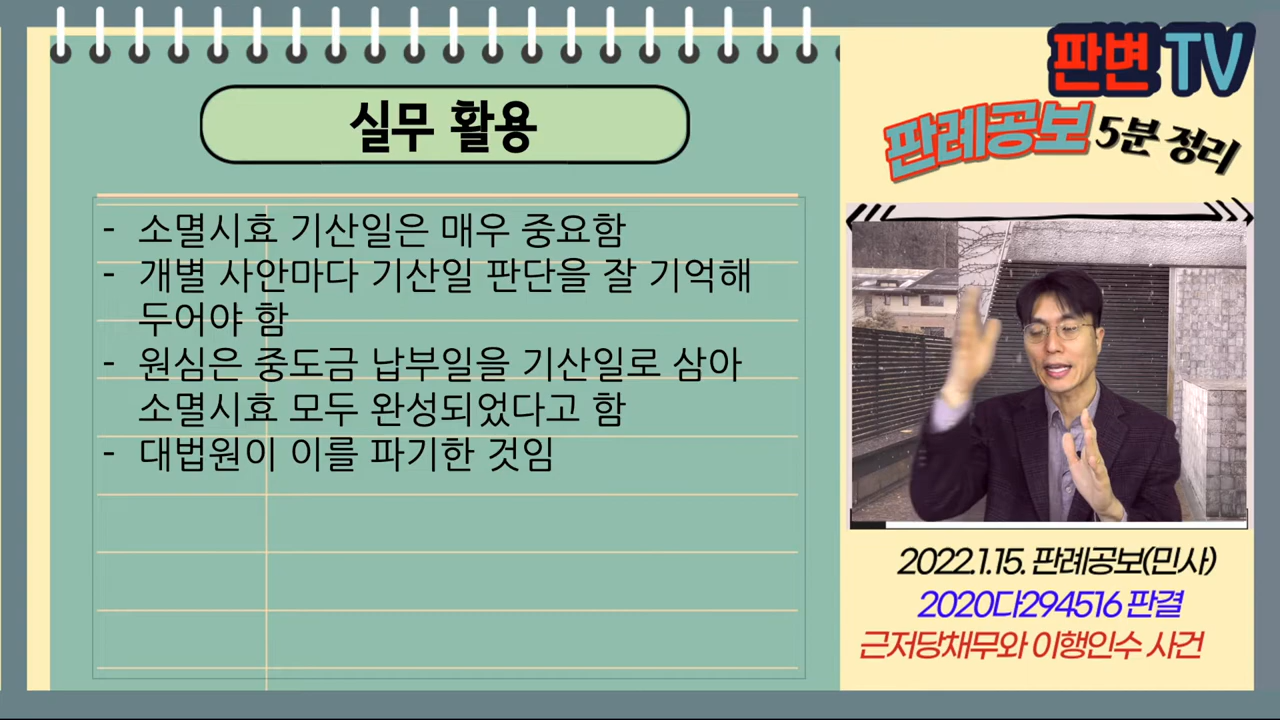 실무 활용
- 소멸시효 기산일은 매우 중요함
- 개별 사안마다 기산일 판단을 잘 기억해
두어야 함
- 원심은 중도금 납부일을 기산일로 삼아
소멸시효 모두 완성되었다고 함
- 대법원이 이를 파기한 것임
판변 TV
판례공보 5분 정리
2022.1.15. 판례공보(민사)
2020다294516 판결
근저당채무와 이행인수 사건